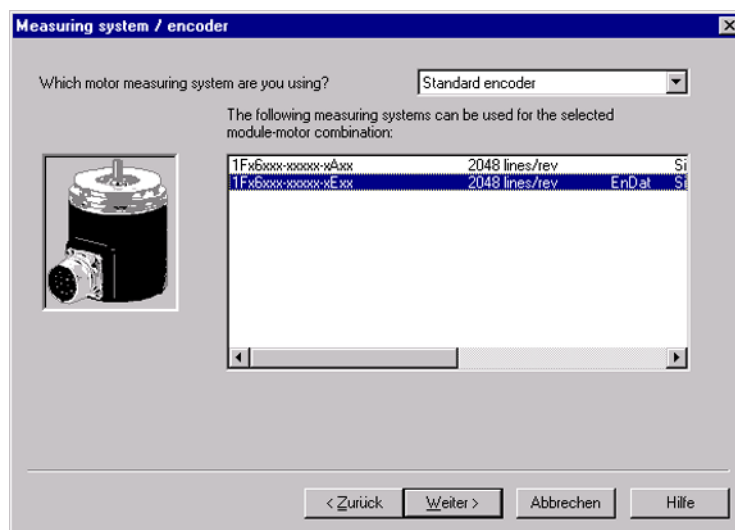 Measuring system / encoder
Which motor measuring system are you using? Standard encoder
The following measuring systems can be used for the selected
module-motor combination:
1Fx6xxx-xxxxx-xAxx 2048 lines/rev Si
1Fx6xxx-xxxxx-xExx 2048 lines/rev EnDat Si
< Zurück Weiter > Abbrechen Hilfe